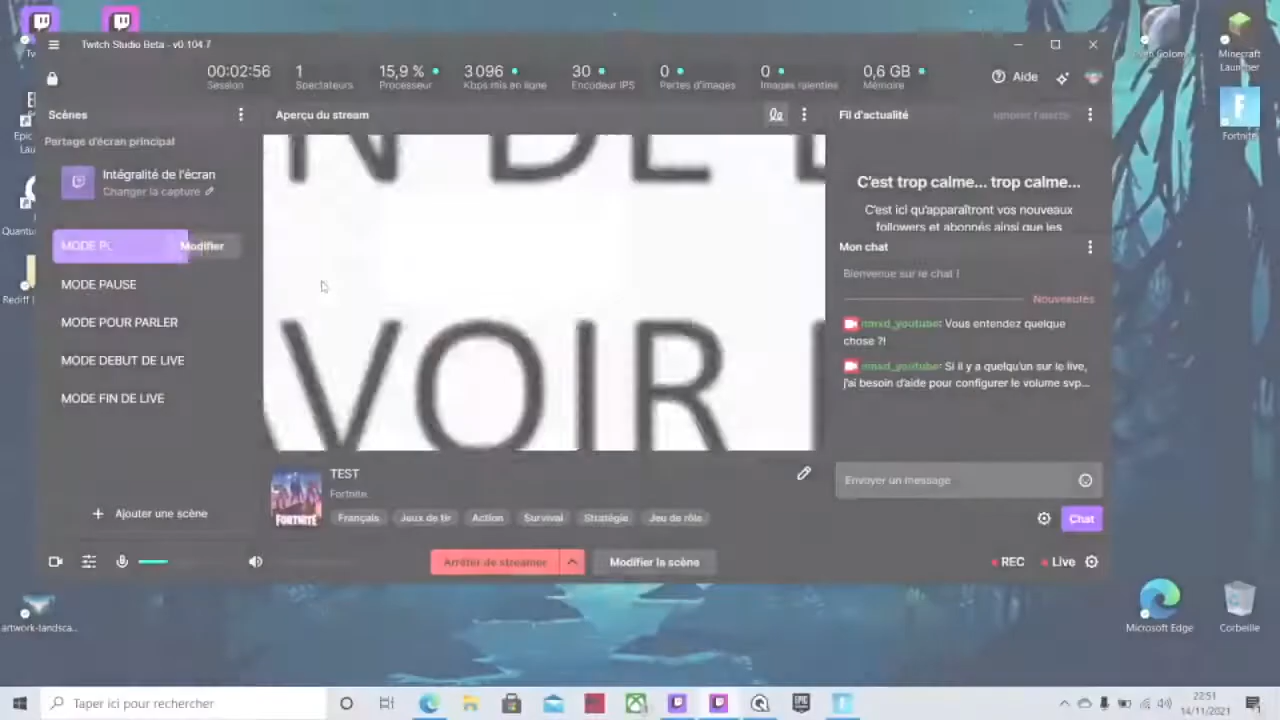 Twitch Studio Beta - v0.104.7
00:02:56
Session
1
Spectateurs
15,9 %
Processeur
3 096
Kbps mis en ligne
30
Encodeur IPS
0
Pertes d'images
0
Images ralenties
0,6 GB
Mémoire
Aide
Scènes
Partage d'écran principal
Intégralité de l'écran
Changer la capture
MODE PC
Modifier
MODE PAUSE
MODE POUR PARLER
MODE DEBUT DE LIVE
MODE FIN DE LIVE
Ajouter une scène
Aperçu du stream
N DE
VOIR
TEST
Fortnite
Français
Jeux de tir
Action
Survival
Stratégie
Jeu de rôle
Arrêter de streamer
Modifier la scène
Fil d'actualité
C'est trop calme... trop calme...
C'est ici qu'apparaîtront vos nouveaux
followers et abonnés ainsi que les
Mon chat
Bienvenue sur le chat !
Nouveautés
Vous entendez quelque
chose ?!
Si il y a quelqu'un sur le live,
j'ai besoin d'aide pour configurer le volume svp...
Envoyer un message
Chat
REC
Live
Golom
Minecraft
Launcher
Fortnite
Epic
Lau
Quantu
Rediff
artwork-landsca...
Microsoft Edge
Corbeille
Taper ici pour rechercher
22:51
14/11/2021